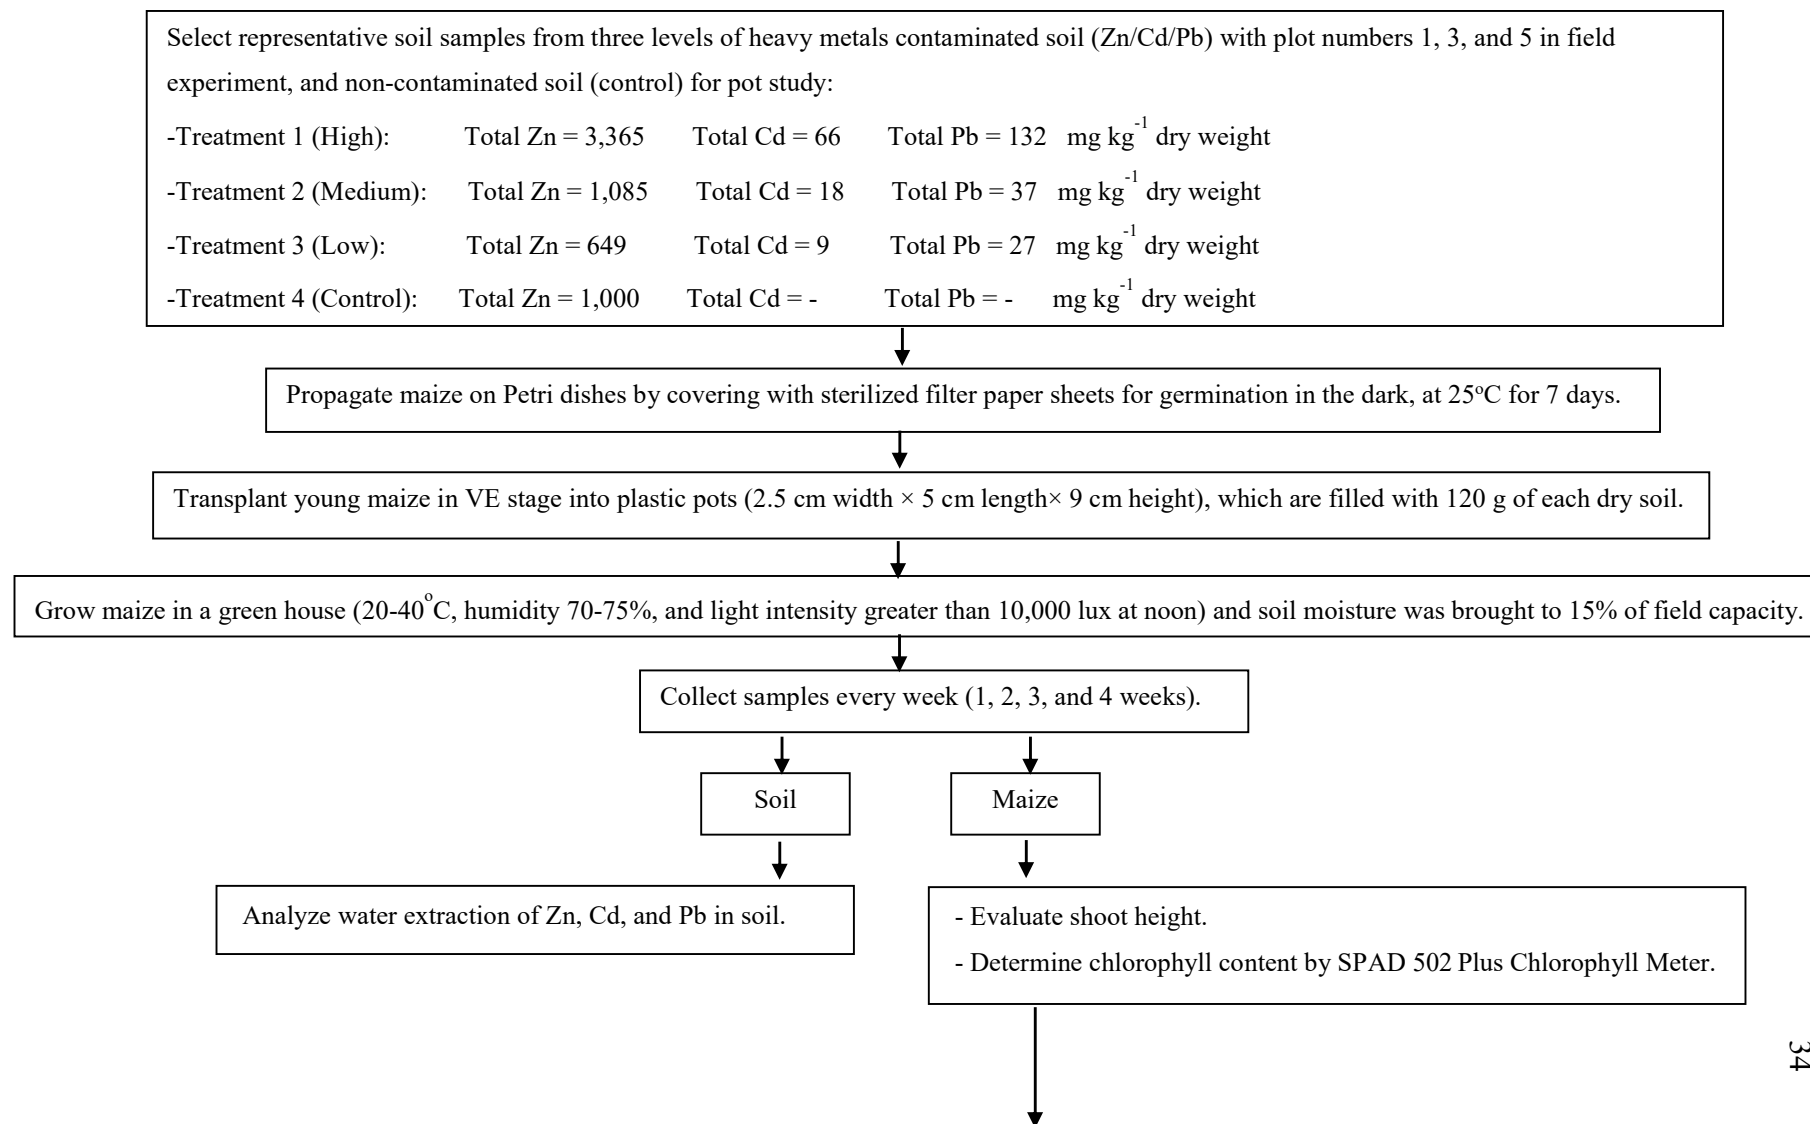 Select representative soil samples from three levels of heavy metals contaminated soil (Zn/Cd/Pb) with plot numbers 1, 3, and 5 in field
experiment, and non-contaminated soil (control) for pot study:
-Treatment 1 (High): Total Zn = 3,365 Total Cd = 66 Total Pb = 132 mg kg⁻¹ dry weight
-Treatment 2 (Medium): Total Zn = 1,085 Total Cd = 18 Total Pb = 37 mg kg⁻¹ dry weight
-Treatment 3 (Low): Total Zn = 649 Total Cd = 9 Total Pb = 27 mg kg⁻¹ dry weight
-Treatment 4 (Control): Total Zn = 1,000 Total Cd = - Total Pb = - mg kg⁻¹ dry weight
Propagate maize on Petri dishes by covering with sterilized filter paper sheets for germination in the dark, at 25°C for 7 days.
Transplant young maize in VE stage into plastic pots (2.5 cm width × 5 cm length× 9 cm height), which are filled with 120 g of each dry soil.
Grow maize in a green house (20-40°C, humidity 70-75%, and light intensity greater than 10,000 lux at noon) and soil moisture was brought to 15% of field capacity.
Collect samples every week (1, 2, 3, and 4 weeks).
Soil
Maize
Analyze water extraction of Zn, Cd, and Pb in soil.
- Evaluate shoot height.
- Determine chlorophyll content by SPAD 502 Plus Chlorophyll Meter.
34